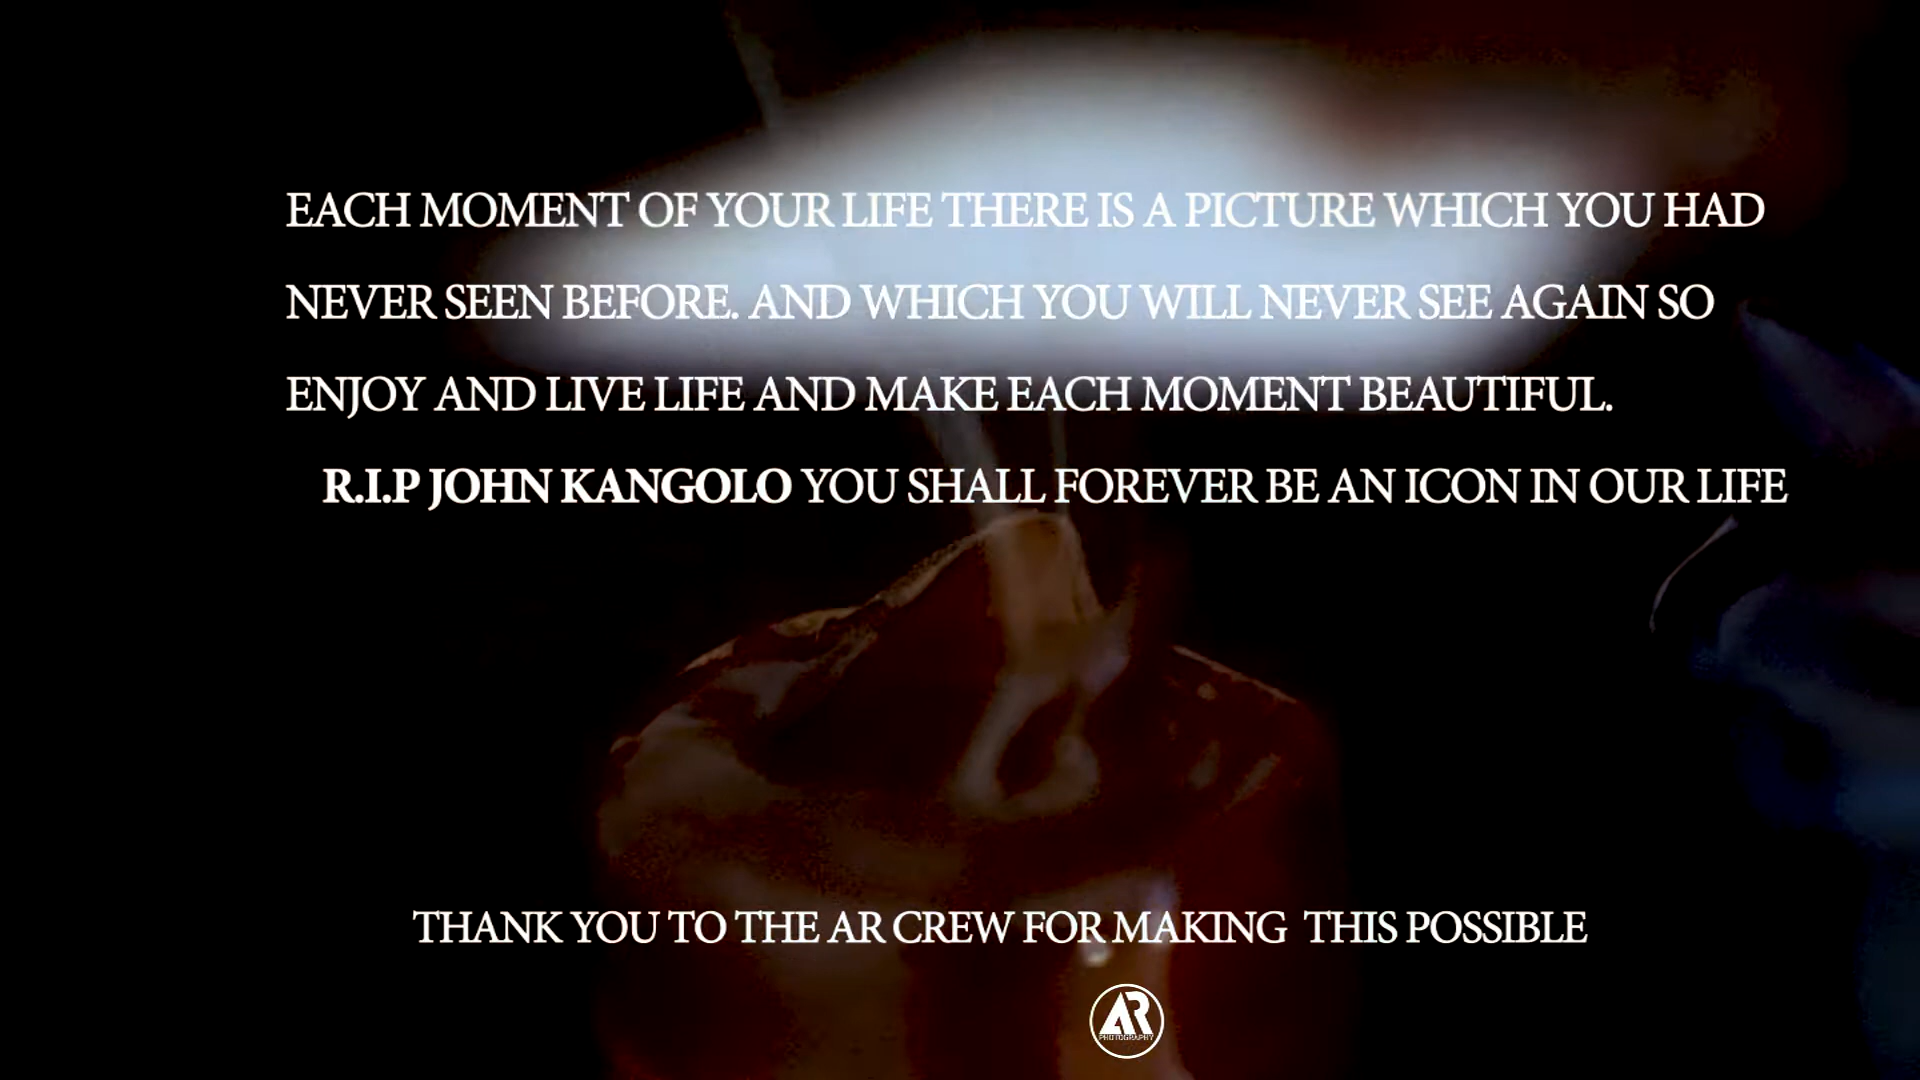 EACH MOMENT OF YOUR LIFE THERE IS A PICTURE WHICH YOU HAD
NEVER SEEN BEFORE. AND WHICH YOU WILL NEVER SEE AGAIN SO
ENJOY AND LIVE LIFE AND MAKE EACH MOMENT BEAUTIFUL.
R.I.P JOHN KANGOLO YOU SHALL FOREVER BE AN ICON IN OUR LIFE
THANK YOU TO THE AR CREW FOR MAKING THIS POSSIBLE
AR
PHOTOGRAPHY